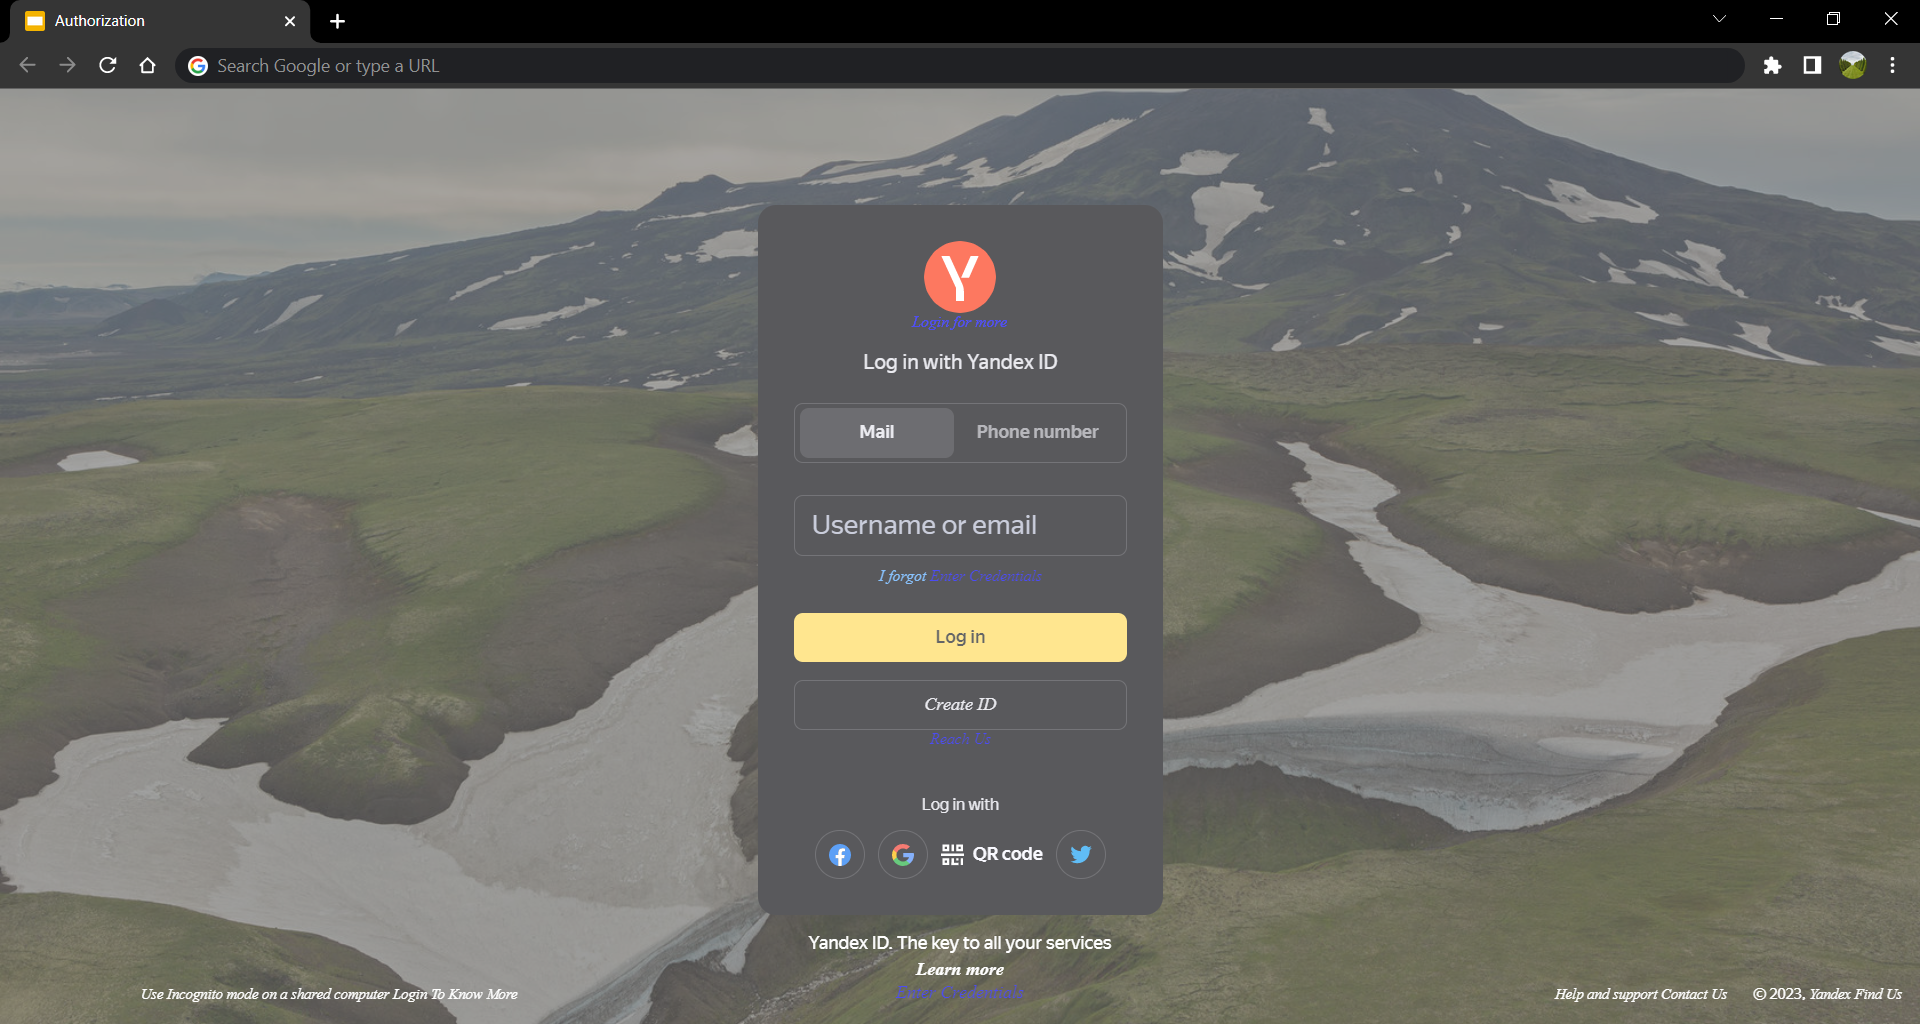 Authorization
Search Google or type a URL
Y
Login for more
Log in with Yandex ID
Mail
Phone number
Username or email
I forgot Enter Credentials
Log in
Create ID
Reach Us
Log in with
QR code
Yandex ID. The key to all your services
Learn more
Enter Credentials
Use Incognito mode on a shared computer Login To Know More
Help and support Contact Us
© 2023, Yandex Find Us